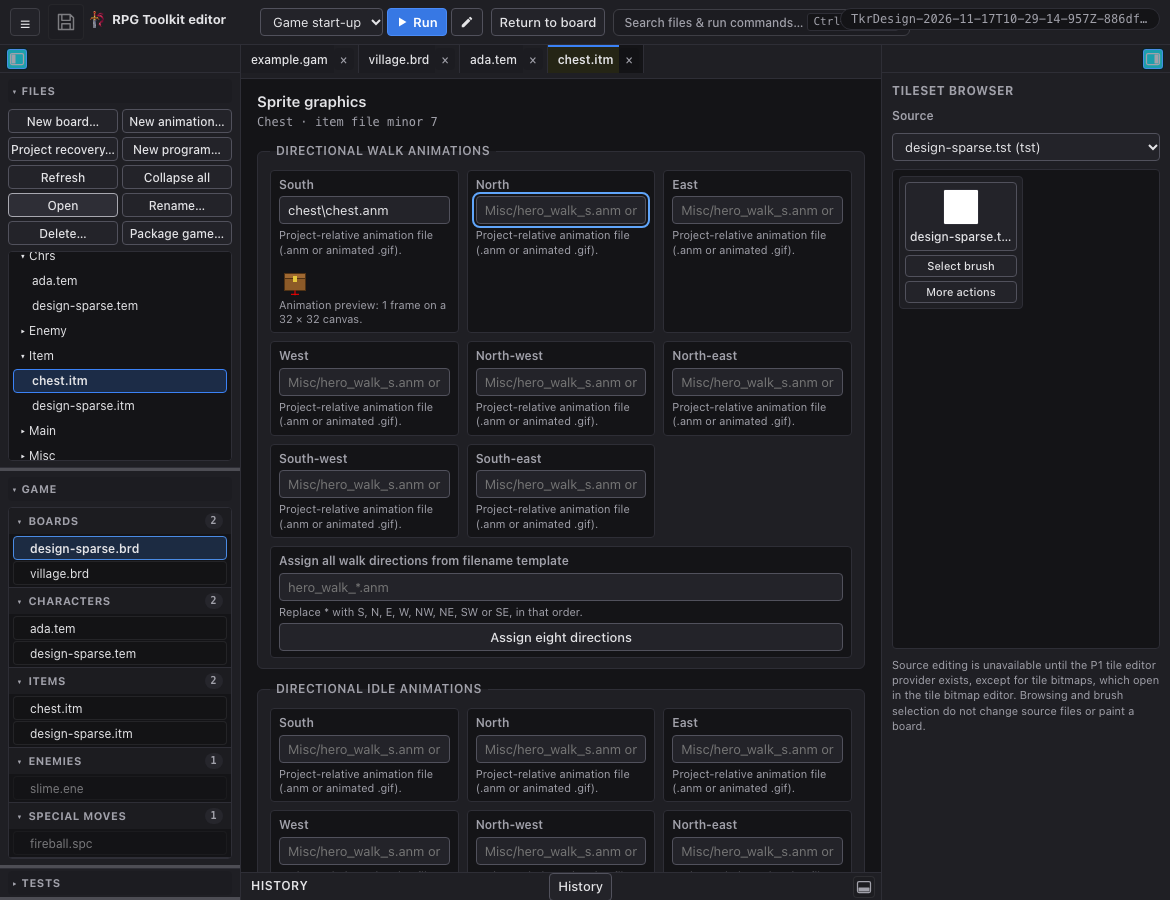 RPG Toolkit editor
Game start-up
Run
Return to board
Search files & run commands...
Ctrl
TkrDesign-2026-11-17T10-29-14-957Z-886df…
FILES
New board...
New animation...
Project recovery...
New program...
Refresh
Collapse all
Open
Rename...
Delete...
Package game...
Chrs
ada.tem
design-sparse.tem
Enemy
Item
chest.itm
design-sparse.itm
Main
Misc
GAME
BOARDS 2
design-sparse.brd
village.brd
CHARACTERS 2
ada.tem
design-sparse.tem
ITEMS 2
chest.itm
design-sparse.itm
ENEMIES 1
slime.ene
SPECIAL MOVES 1
fireball.spc
TESTS
example.gam ×
village.brd ×
ada.tem ×
chest.itm ×
Sprite graphics
Chest · item file minor 7
DIRECTIONAL WALK ANIMATIONS
South
chest\chest.anm
Project-relative animation file
(.anm or animated .gif).
Animation preview: 1 frame on a
32 × 32 canvas.
North
Misc/hero_walk_s.anm or
Project-relative animation file
(.anm or animated .gif).
East
Misc/hero_walk_s.anm or
Project-relative animation file
(.anm or animated .gif).
West
Misc/hero_walk_s.anm or
Project-relative animation file
(.anm or animated .gif).
North-west
Misc/hero_walk_s.anm or
Project-relative animation file
(.anm or animated .gif).
North-east
Misc/hero_walk_s.anm or
Project-relative animation file
(.anm or animated .gif).
South-west
Misc/hero_walk_s.anm or
Project-relative animation file
(.anm or animated .gif).
South-east
Misc/hero_walk_s.anm or
Project-relative animation file
(.anm or animated .gif).
Assign all walk directions from filename template
hero_walk_*.anm
Replace * with S, N, E, W, NW, NE, SW or SE, in that order.
Assign eight directions
DIRECTIONAL IDLE ANIMATIONS
South
Misc/hero_walk_s.anm or
Project-relative animation file
(.anm or animated .gif).
North
Misc/hero_walk_s.anm or
Project-relative animation file
(.anm or animated .gif).
East
Misc/hero_walk_s.anm or
Project-relative animation file
(.anm or animated .gif).
West
Misc/hero_walk_s.anm or
North-west
Misc/hero_walk_s.anm or
North-east
Misc/hero_walk_s.anm or
HISTORY
History
TILESET BROWSER
Source
design-sparse.tst (tst)
design-sparse.t...
Select brush
More actions
Source editing is unavailable until the P1 tile editor
provider exists, except for tile bitmaps, which open
in the tile bitmap editor. Browsing and brush
selection do not change source files or paint a
board.